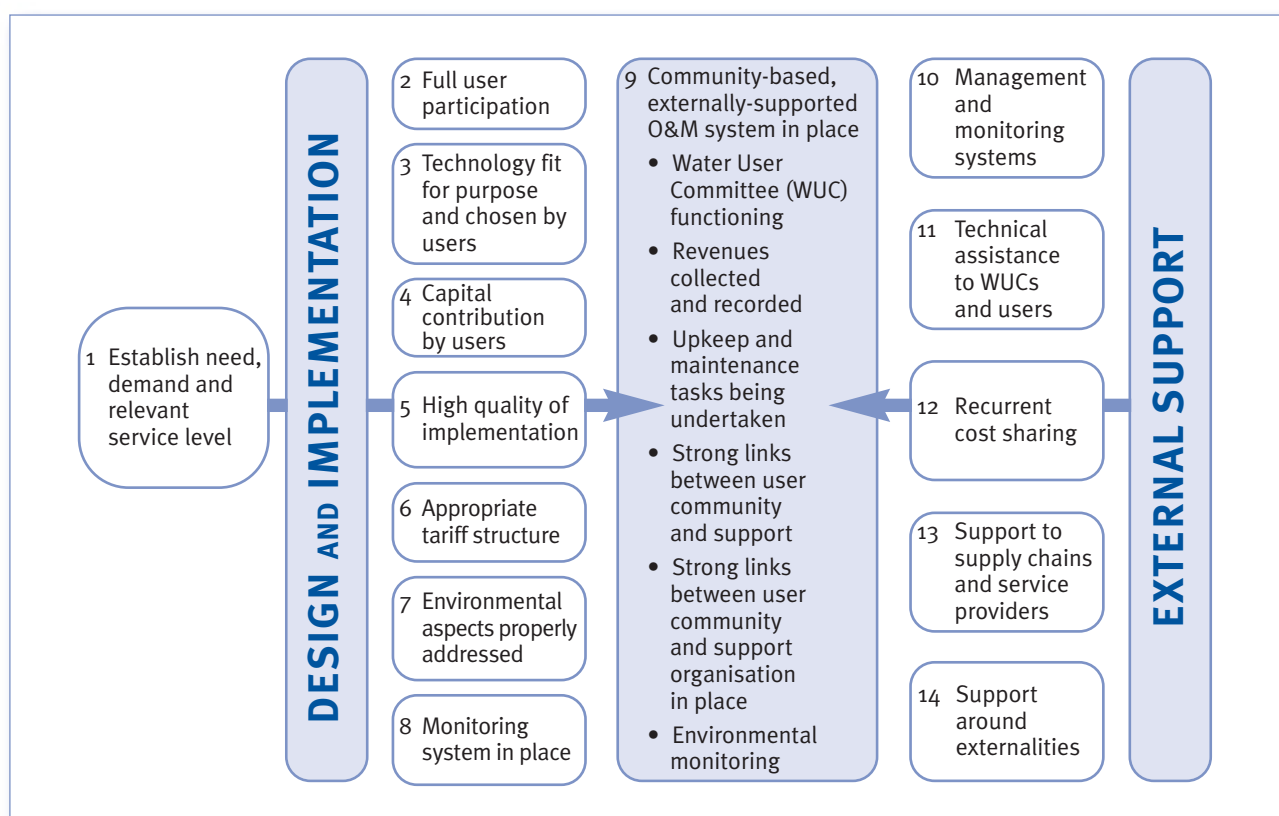 1 Establish need,
demand and
relevant
service level
DESIGN AND IMPLEMENTATION
2 Full user
participation
3 Technology fit
for purpose
and chosen by
users
4 Capital
contribution
by users
5 High quality of
implementation
6 Appropriate
tariff structure
7 Environmental
aspects properly
addressed
8 Monitoring
system in place
9 Community-based,
externally-supported
O&M system in place
• Water User
Committee (WUC)
functioning
• Revenues
collected
and recorded
• Upkeep and
maintenance
tasks being
undertaken
• Strong links
between user
community
and support
• Strong links
between user
community
and support
organisation
in place
• Environmental
monitoring
10 Management
and
monitoring
systems
11 Technical
assistance
to WUCs
and users
12 Recurrent
cost sharing
13 Support to
supply chains
and service
providers
14 Support
around
externalities
EXTERNAL SUPPORT